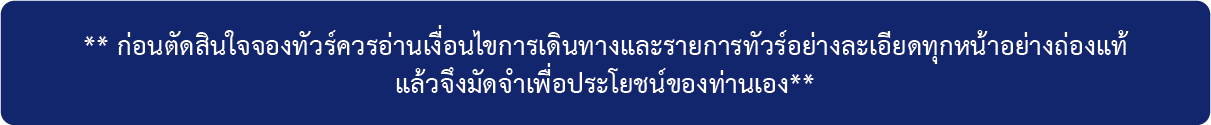 ** ก่อนตัดสินใจจองทัวร์ควรอ่านเงื่อนไขการเดินทางและรายการทัวร์อย่างละเอียดทุกหน้าอย่างถ่องแท้
แล้วจึงมัดจำเพื่อประโยชน์ของท่านเอง**